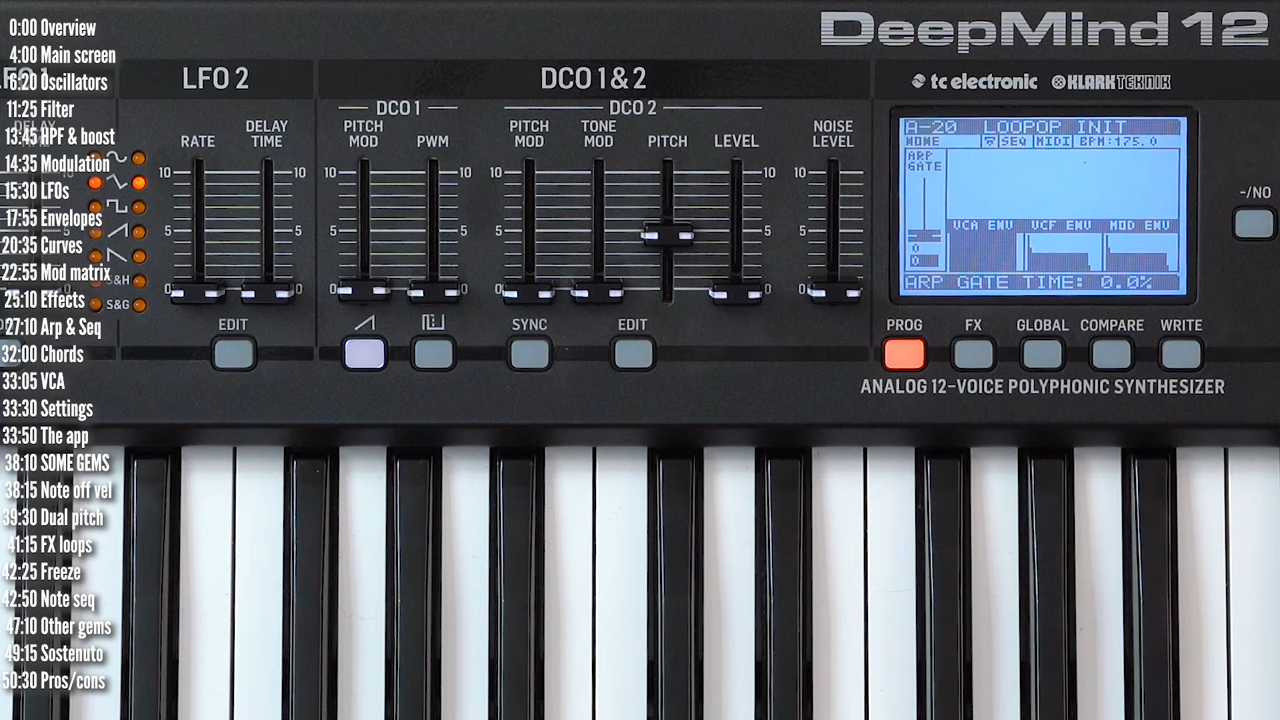 0:00 Overview
4:00 Main screen
6:20 Oscillators
11:25 Filter
13:45 HPF & boost
14:35 Modulation
15:30 LFOs
17:55 Envelopes
20:35 Curves
22:55 Mod matrix
25:10 Effects
27:10 Arp & Seq
32:00 Chords
33:05 VCA
33:30 Settings
33:50 The app
38:10 SOME GEMS
38:15 Note off vel
39:30 Dual pitch
41:15 FX loops
42:25 Freeze
42:50 Note seq
47:10 Other gems
49:15 Sostenuto
50:30 Pros/cons
DELAY
S&H
S&G
LFO 2
RATE
DELAY TIME
10 10
5 5
0 0
EDIT
DCO 1 & 2
DCO 1
PITCH MOD
PWM
10 10
5 5
0 0
DCO 2
PITCH MOD
TONE MOD
PITCH
LEVEL
10 10
5 5
0 0
SYNC
EDIT
NOISE LEVEL
10
5
0
DeepMind 12
tc electronic
KLARK TEKNIK
A-20 LOOPOP INIT
NONE SEQ MIDI BPM:175.0
ARP GATE
VCA ENV VCF ENV MOD ENV
0
0
ARP GATE TIME: 0.0%
-/NO
PROG FX GLOBAL COMPARE WRITE
ANALOG 12-VOICE POLYPHONIC SYNTHESIZER